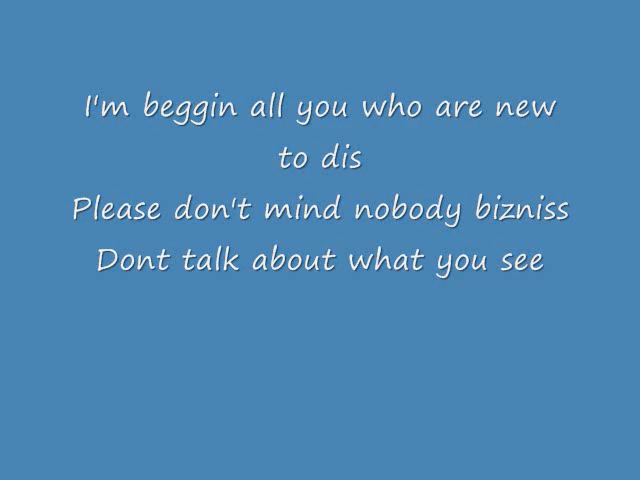 I'm beggin all you who are new
to dis
Please don't mind nobody bizniss
Dont talk about what you see